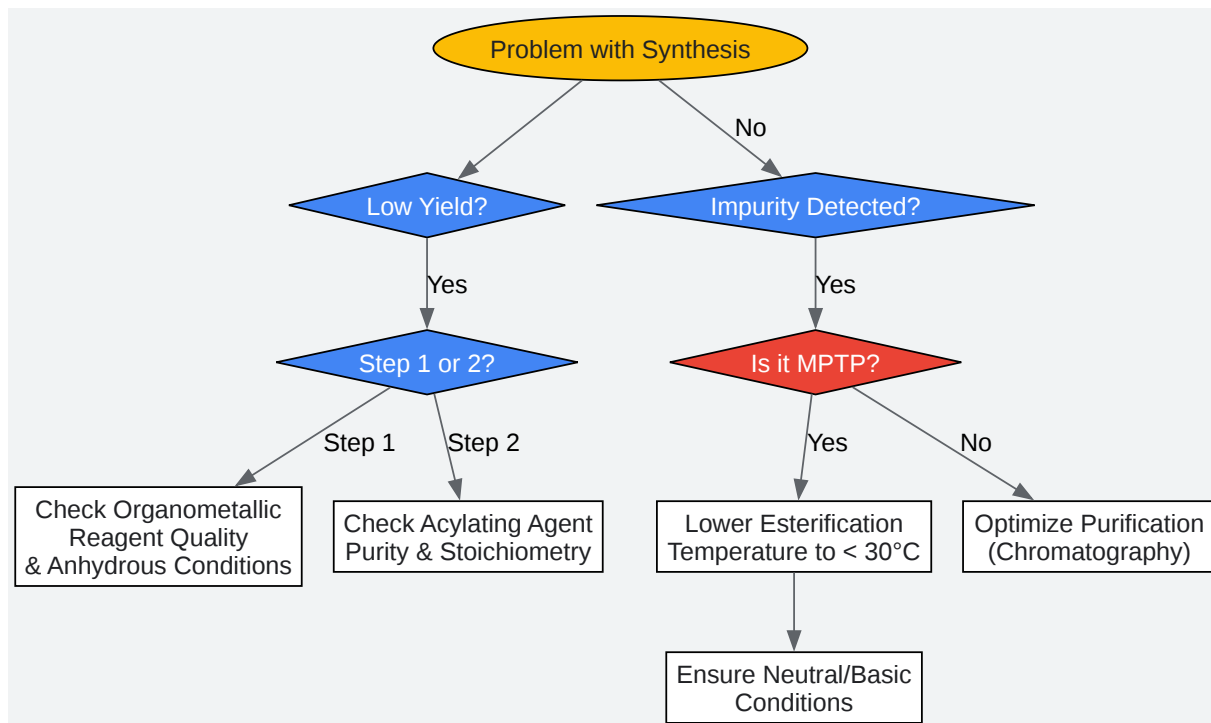 Problem with Synthesis
No
Low Yield?
Impurity Detected?
Yes
Yes
Step 1 or 2?
Is it MPTP?
Step 1
Step 2
Yes
No
Check Organometallic
Reagent Quality
& Anhydrous Conditions
Check Acylating Agent
Purity & Stoichiometry
Lower Esterification
Temperature to < 30°C
Optimize Purification
(Chromatography)
Ensure Neutral/Basic
Conditions